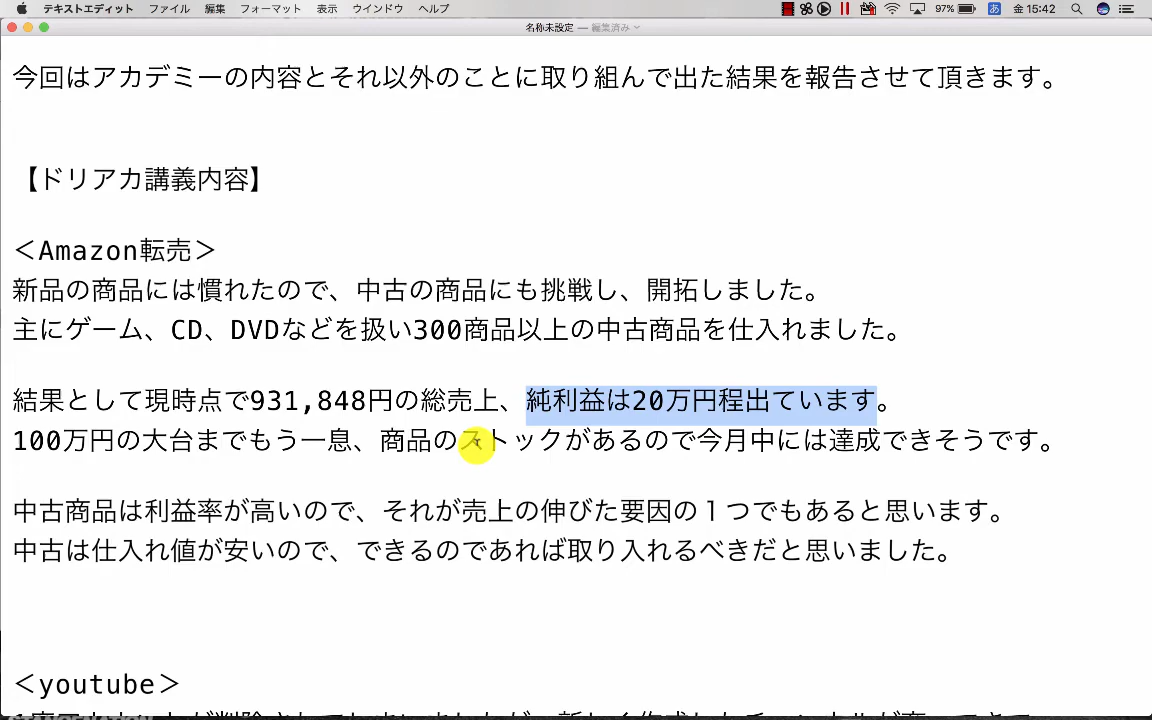 テキストエディット ファイル 編集 フォーマット 表示 ウインドウ ヘルプ 97% あ 金 15:42
名称未設定 — 編集済み
今回はアカデミーの内容とそれ以外のことに取り組んで出た結果を報告させて頂きます。
【ドリアカ講義内容】
＜Amazon転売＞
新品の商品には慣れたので、中古の商品にも挑戦し、開拓しました。
主にゲーム、CD、DVDなどを扱い300商品以上の中古商品を仕入れました。
結果として現時点で931,848円の総売上、純利益は20万円程出ています。
100万円の大台までもう一息、商品のストックがあるので今月中には達成できそうです。
中古商品は利益率が高いので、それが売上の伸びた要因の１つでもあると思います。
中古は仕入れ値が安いので、できるのであれば取り入れるべきだと思いました。
＜youtube＞